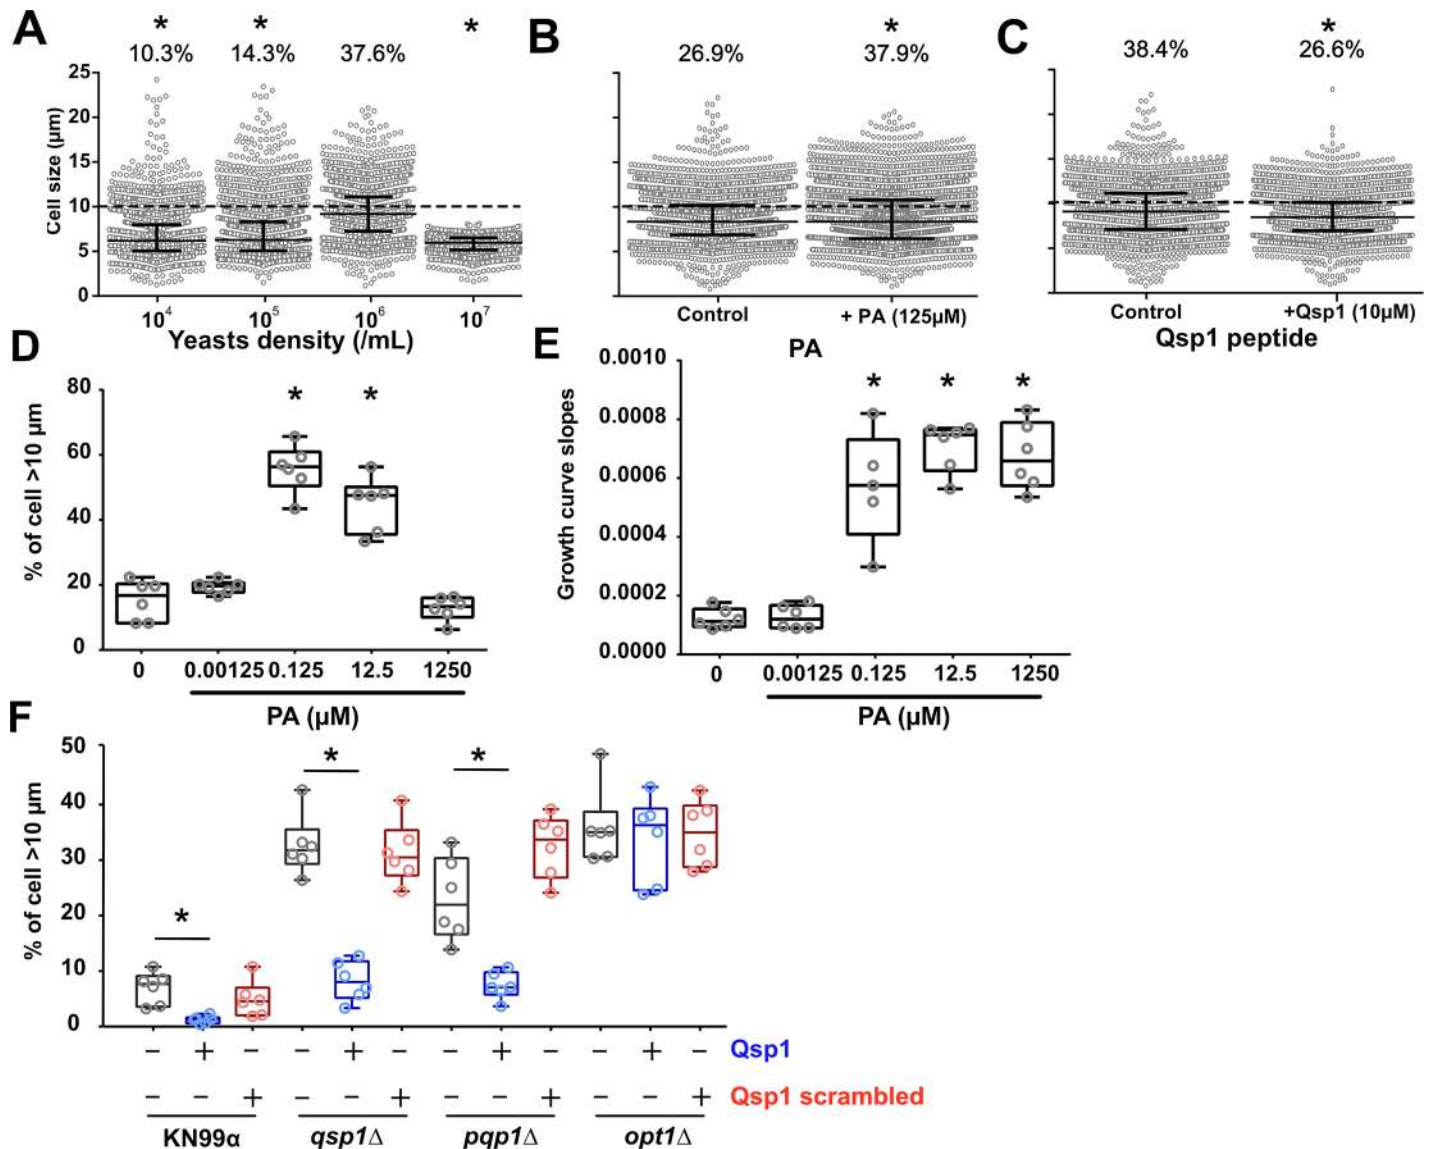 A
*
10.3%
*
14.3%
37.6%
*
Cell size (µm)
25
20
15
10
5
0
10⁴
10⁵
10⁶
10⁷
Yeasts density (/mL)
B
26.9%
*
37.9%
Control
+ PA (125µM)
PA
C
38.4%
*
26.6%
Control
+Qsp1 (10µM)
Qsp1 peptide
D
% of cell >10 µm
80
60
40
20
0
* *
0 0.00125 0.125 12.5 1250
PA (µM)
E
Growth curve slopes
0.0010
0.0008
0.0006
0.0004
0.0002
0.0000
* * *
0 0.00125 0.125 12.5 1250
PA (µM)
F
% of cell >10 µm
50
40
30
20
10
0
* * *
− + − − + − − + − − + − Qsp1
− − + − − + − − + − − + Qsp1 scrambled
KN99α qsp1Δ pqp1Δ opt1Δ